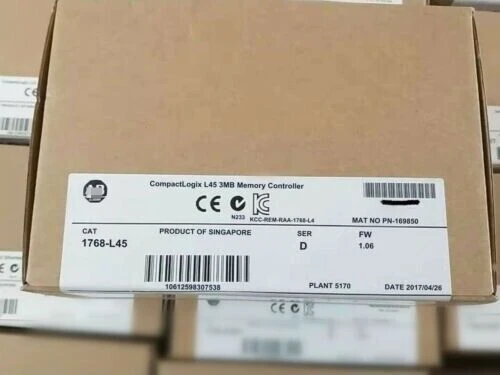 CompactLogix L45 3MB Memory Controller
AB
CE
N233 KCC-REM-RAA-1768-L4
MAT NO PN-169850
CAT
1768-L45
PRODUCT OF SINGAPORE
SER
D
FW
1.06
10612598307538
PLANT 5170
DATE 2017/04/26